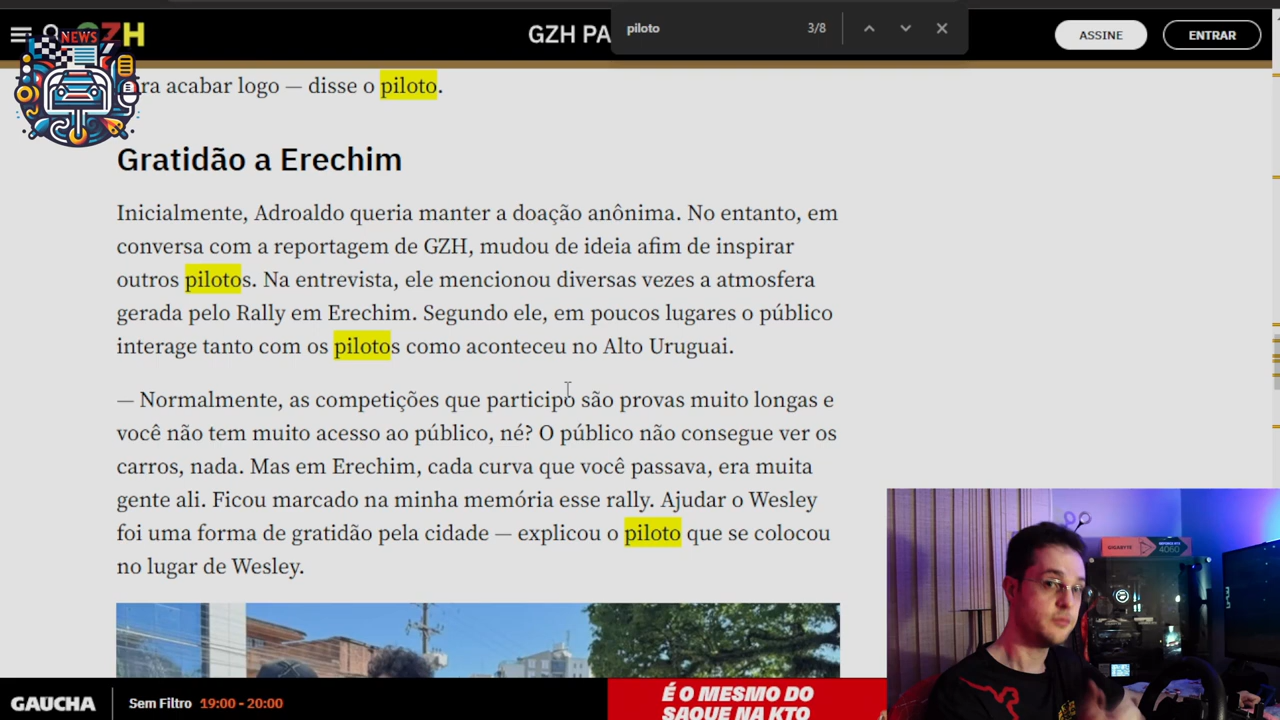 GZH PA
piloto
3/8
ASSINE
ENTRAR
NEWS
ZH
ra acabar logo — disse o piloto.
Gratidão a Erechim
Inicialmente, Adroaldo queria manter a doação anônima. No entanto, em
conversa com a reportagem de GZH, mudou de ideia afim de inspirar
outros pilotos. Na entrevista, ele mencionou diversas vezes a atmosfera
gerada pelo Rally em Erechim. Segundo ele, em poucos lugares o público
interage tanto com os pilotos como aconteceu no Alto Uruguai.
— Normalmente, as competições que participo são provas muito longas e
você não tem muito acesso ao público, né? O público não consegue ver os
carros, nada. Mas em Erechim, cada curva que você passava, era muita
gente ali. Ficou marcado na minha memória esse rally. Ajudar o Wesley
foi uma forma de gratidão pela cidade — explicou o piloto que se colocou
no lugar de Wesley.
GIGABYTE
4060
GAÚCHA
Sem Filtro 19:00 - 20:00
É O MESMO DO
SAQUE NA KTO